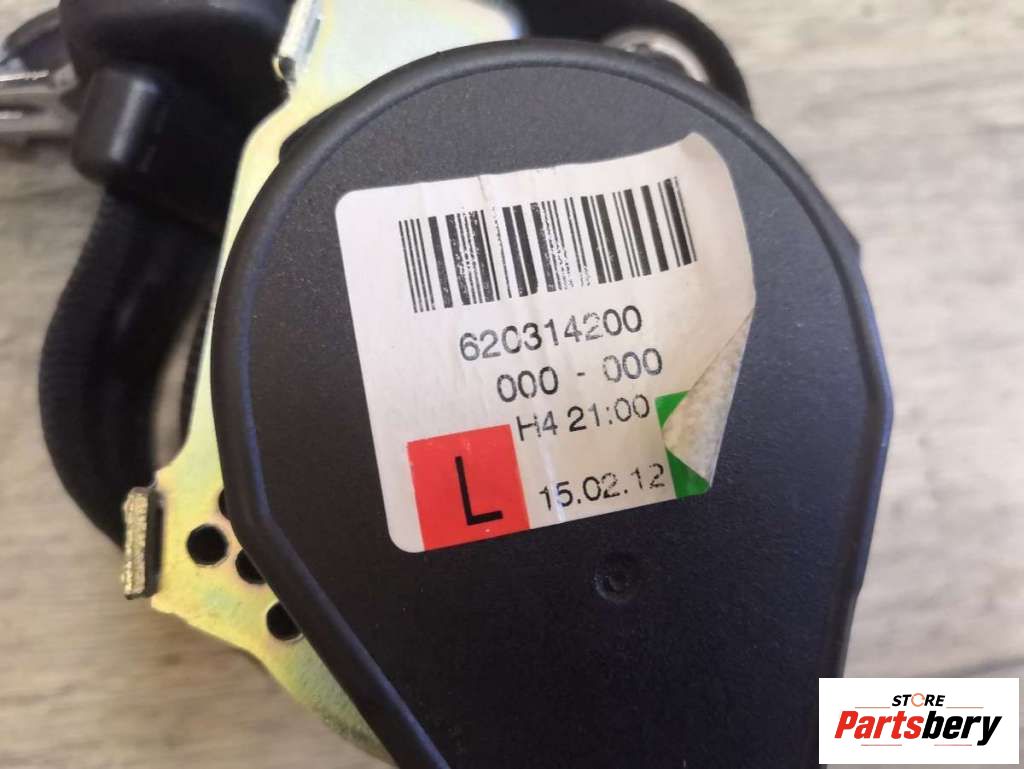 620314200
000 - 000
H4 21:00
L
15.02.12
STORE
Partsbery